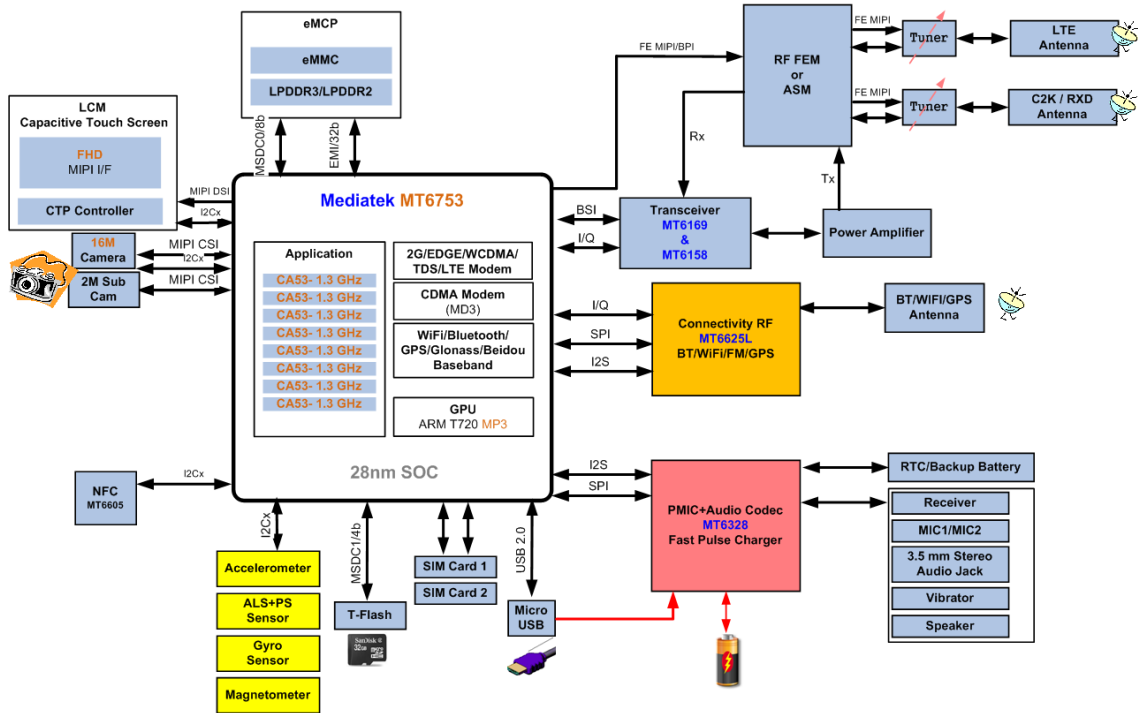 eMCP
eMMC
LPDDR3/LPDDR2
MSDC0/8b
EMI/32b
LCM
Capacitive Touch Screen
FHD
MIPI I/F
CTP Controller
MIPI DSI
I2Cx
16M
Camera
2M Sub
Cam
MIPI CSI
I2Cx
MIPI CSI
Mediatek MT6753
Application
CA53- 1.3 GHz
CA53- 1.3 GHz
CA53- 1.3 GHz
CA53- 1.3 GHz
CA53- 1.3 GHz
CA53- 1.3 GHz
CA53- 1.3 GHz
CA53- 1.3 GHz
2G/EDGE/WCDMA/
TDS/LTE Modem
CDMA Modem
(MD3)
WiFi/Bluetooth/
GPS/Glonass/Beidou
Baseband
GPU
ARM T720 MP3
28nm SOC
FE MIPI/BPI
RF FEM
or
ASM
FE MIPI
Tuner
LTE
Antenna
FE MIPI
Tuner
C2K / RXD
Antenna
Rx
Tx
BSI
I/Q
Transceiver
MT6169
&
MT6158
Power Amplifier
I/Q
SPI
I2S
Connectivity RF
MT6625L
BT/WiFi/FM/GPS
BT/WIFI/GPS
Antenna
I2S
SPI
PMIC+Audio Codec
MT6328
Fast Pulse Charger
RTC/Backup Battery
Receiver
MIC1/MIC2
3.5 mm Stereo
Audio Jack
Vibrator
Speaker
NFC
MT6605
I2Cx
I2Cx
Accelerometer
ALS+PS
Sensor
Gyro
Sensor
Magnetometer
MSDC1/4b
T-Flash
SanDisk
32GB
SIM Card 1
SIM Card 2
USB 2.0
Micro
USB